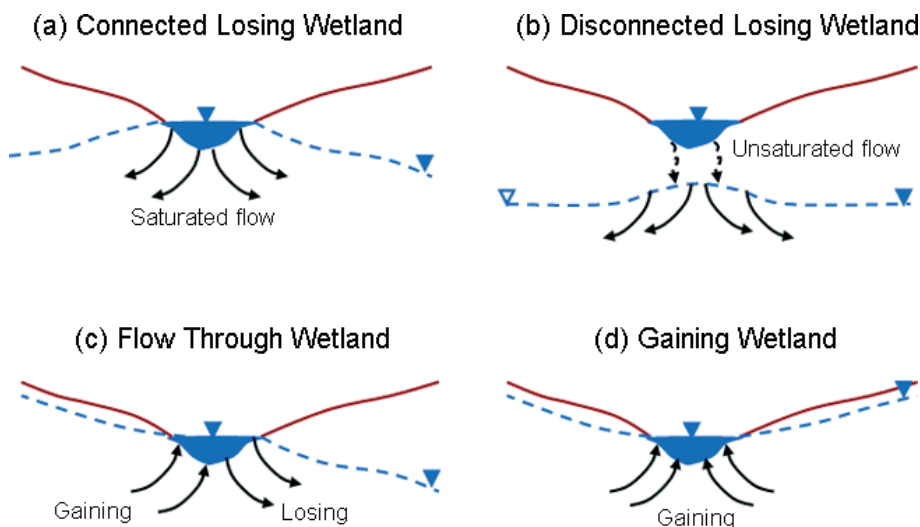 (a) Connected Losing Wetland
(b) Disconnected Losing Wetland
Unsaturated flow
Saturated flow
(c) Flow Through Wetland
(d) Gaining Wetland
Gaining
Losing
Gaining